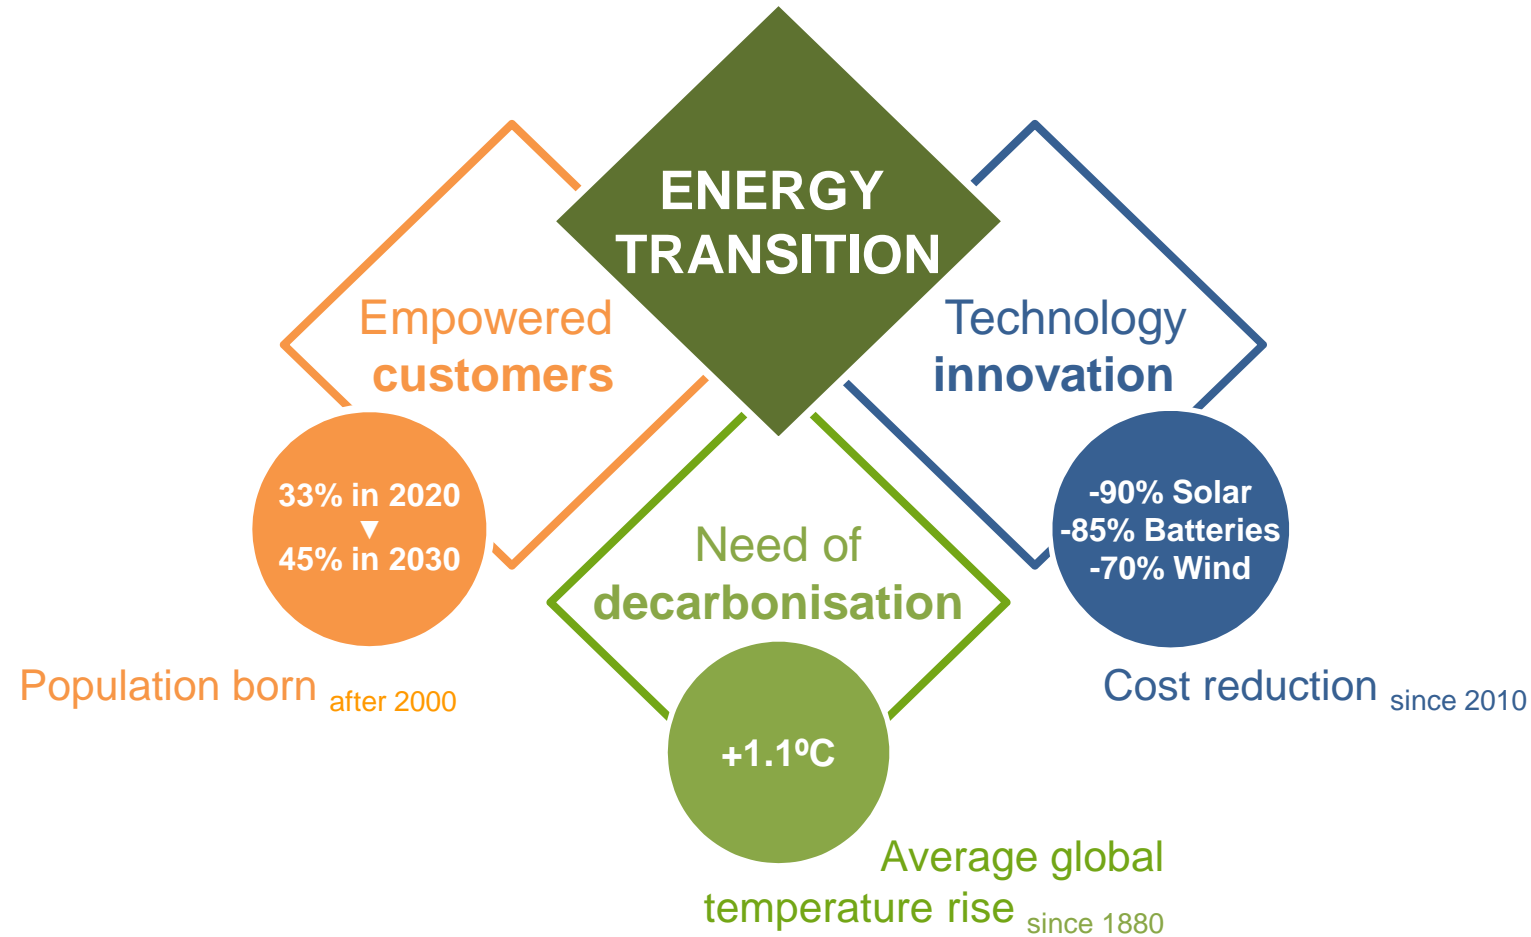 ENERGY
TRANSITION
Empowered
customers
33% in 2020
▼
45% in 2030
Population born after 2000
Need of
decarbonisation
+1.1ºC
Average global
temperature rise since 1880
Technology
innovation
-90% Solar
-85% Batteries
-70% Wind
Cost reduction since 2010